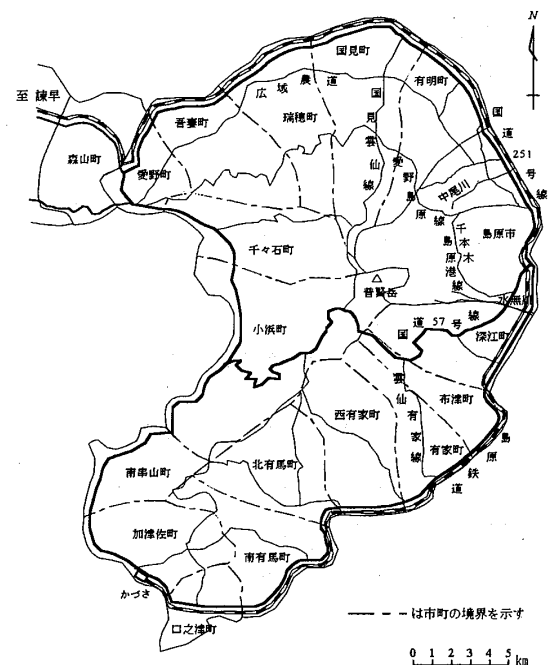 N
国見町
至 諫早
広域農道
有明町
吾妻町
瑞穂町
国見雲仙線
国道251号線
森山町
愛野町
愛野島原線
中尾川
千々石町
千本木島原港線
島原市
普賢岳
水無川
小浜町
国道57号線
深江町
雲仙有家線
布津町
西有家町
有家町
島原鉄道
北有馬町
南串山町
加津佐町
南有馬町
かづさ
口之津町
は市町の境界を示す
0 1 2 3 4 5 km